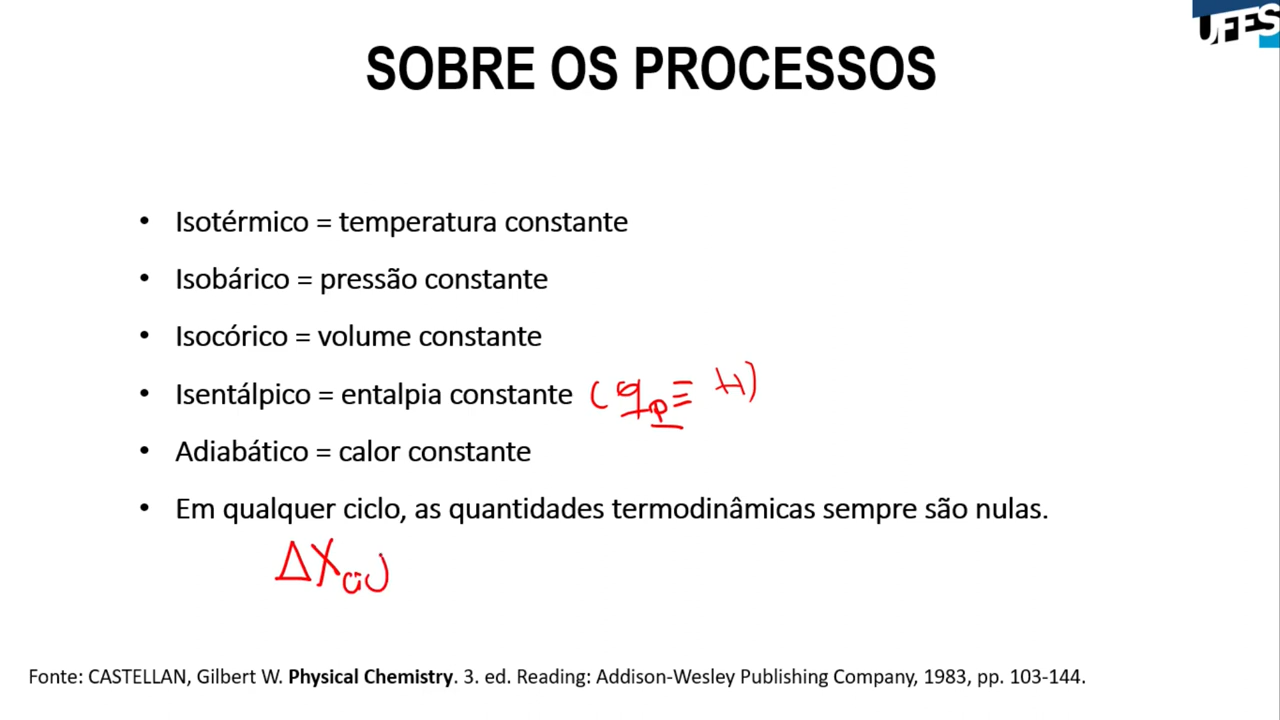 UFES
SOBRE OS PROCESSOS
• Isotérmico = temperatura constante
• Isobárico = pressão constante
• Isocórico = volume constante
• Isentálpico = entalpia constante (qₚ ≡ H)
• Adiabático = calor constante
• Em qualquer ciclo, as quantidades termodinâmicas sempre são nulas.
ΔX
Fonte: CASTELLAN, Gilbert W. Physical Chemistry. 3. ed. Reading: Addison-Wesley Publishing Company, 1983, pp. 103-144.